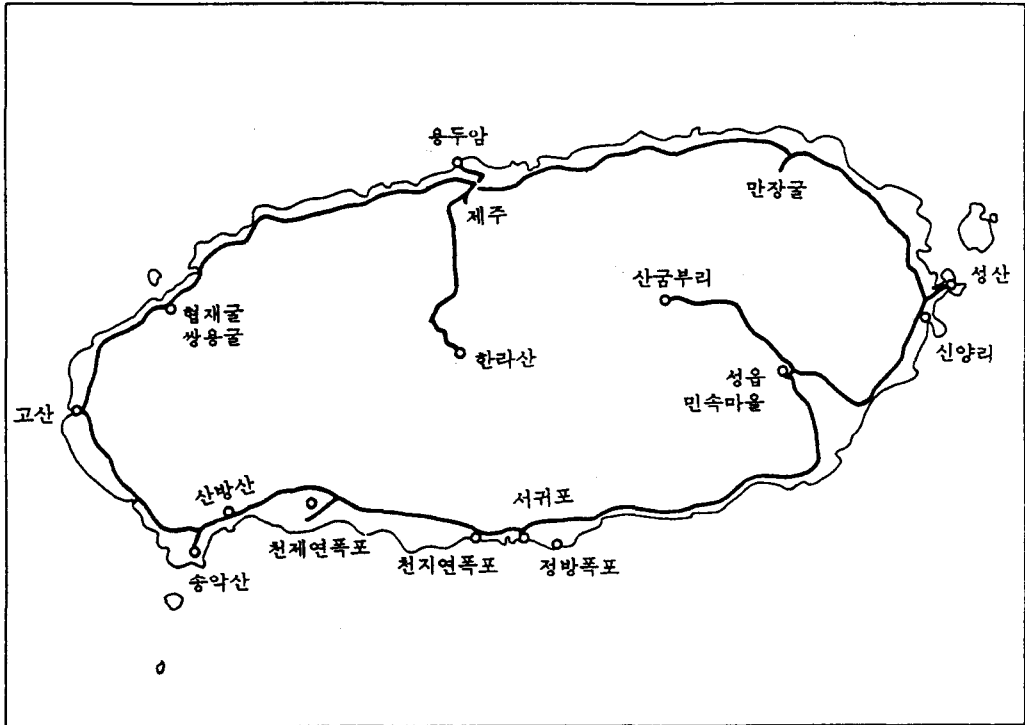 용두암
제주
만장굴
산굼부리
성산
협재굴
쌍용굴
한라산
신양리
성읍
민속마을
고산
산방산
서귀포
천제연폭포
천지연폭포
정방폭포
송악산